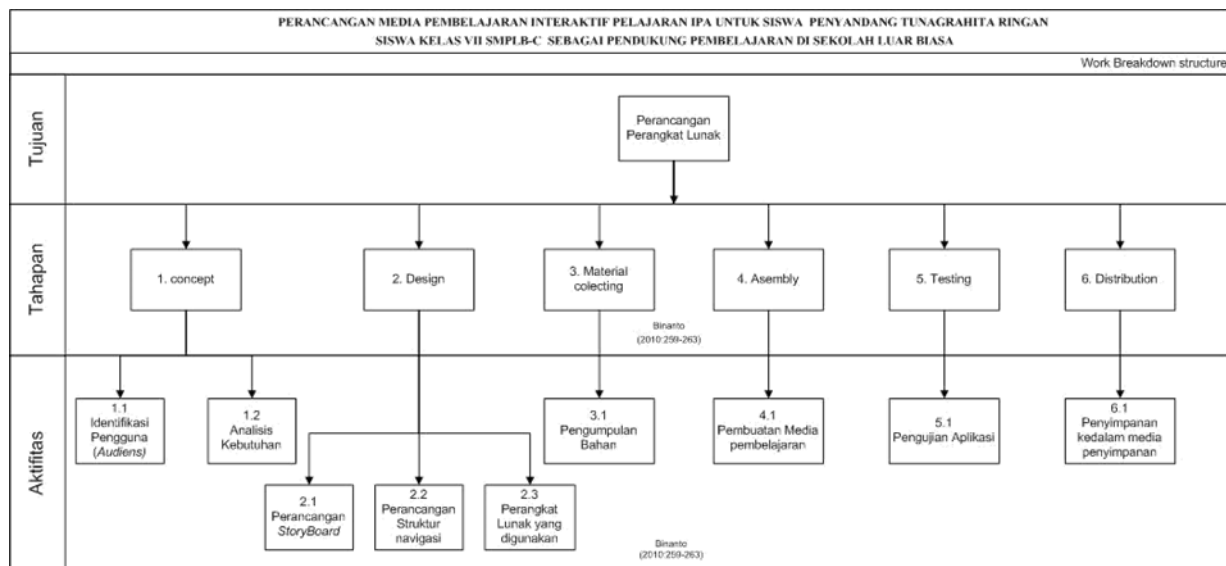 PERANCANGAN MEDIA PEMBELAJARAN INTERAKTIF PELAJARAN IPA UNTUK SISWA PENYANDANG TUNAGRAHITA RINGAN
SISWA KELAS VII SMPLB-C SEBAGAI PENDUKUNG PEMBELAJARAN DI SEKOLAH LUAR BIASA
Work Breakdown structure
Tujuan
Perancangan
Perangkat Lunak
Tahapan
1. concept
2. Design
3. Material
colecting
4. Asembly
5. Testing
6. Distribution
Binanto
(2010:259-263)
Aktifitas
1.1
Identifikasi
Pengguna
(Audiens)
1.2
Analisis
Kebutuhan
2.1
Perancangan
StoryBoard
2.2
Perancangan
Struktur
navigasi
2.3
Perangkat
Lunak yang
digunakan
3.1
Pengumpulan
Bahan
4.1
Pembuatan Media
pembelajaran
5.1
Pengujian Aplikasi
6.1
Penyimpanan
kedalam media
penyimpanan
Binanto
(2010:259-263)